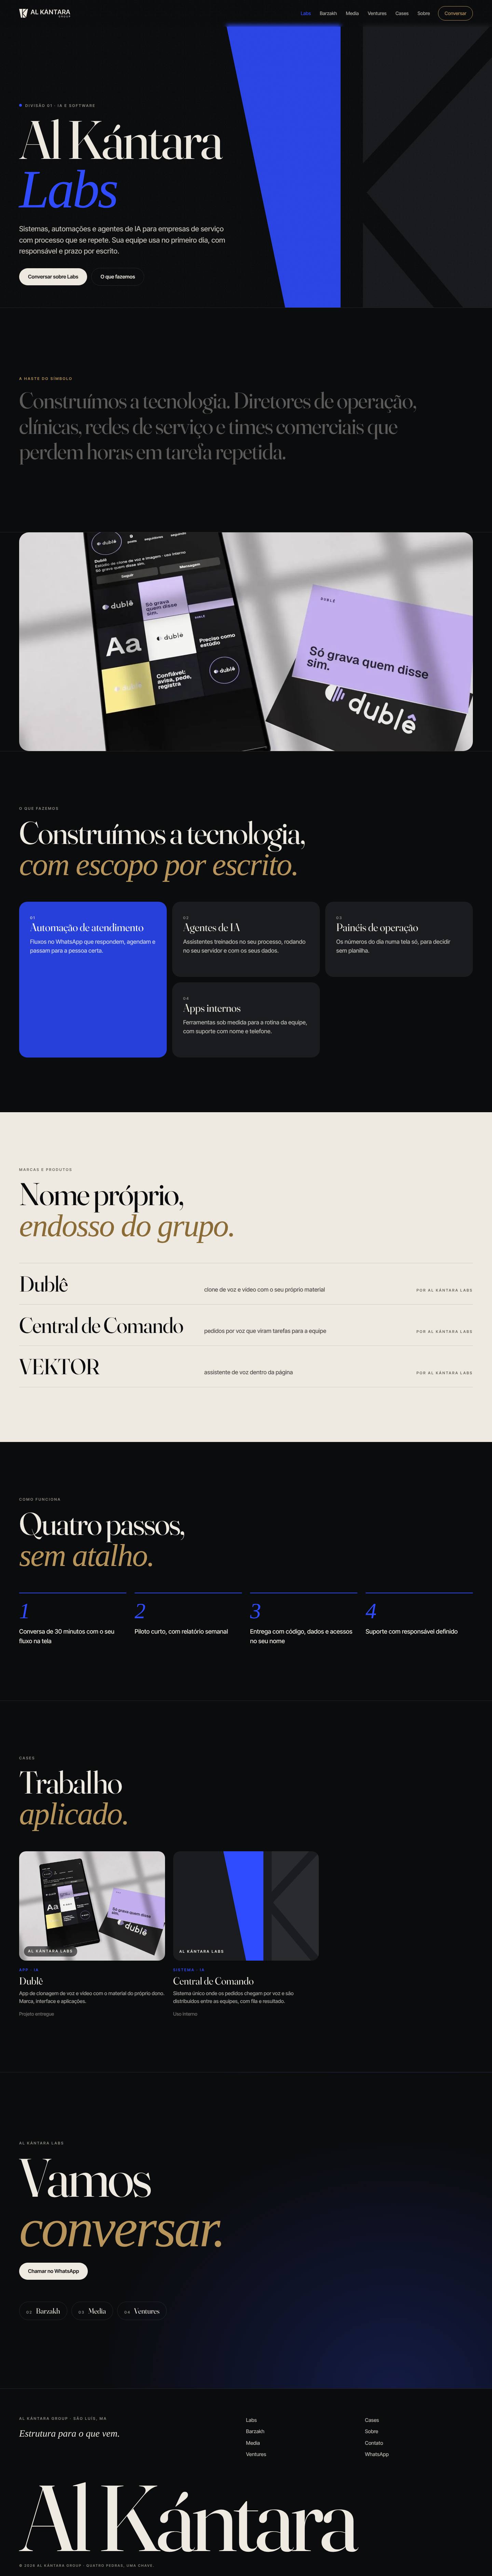 AL KANTARA
GROUP
Labs
Barzakh
Media
Ventures
Cases
Sobre
Conversar
DIVISÃO 01 · IA E SOFTWARE
Al Kántara
Labs
Sistemas, automações e agentes de IA para empresas de serviço
com processo que se repete. Sua equipe usa no primeiro dia, com
responsável e prazo por escrito.
Conversar sobre Labs
O que fazemos
A HASTE DO SÍMBOLO
Construímos a tecnologia. Diretores de operação,
clínicas, redes de serviço e times comerciais que
perdem horas em tarefa repetida.
dublê
Seguir
Mensagem
dublê
Só grava
quem disse
sim.
DUBLÊ
Aa
dublê
Preciso como
estúdio
Confiável:
avisa, pede,
registra
dublê
DUBLÊ
Só grava quem disse
sim.
dublê
O QUE FAZEMOS
Construímos a tecnologia,
com escopo por escrito.
01
Automação de atendimento
Fluxos no WhatsApp que respondem, agendam e
passam para a pessoa certa.
02
Agentes de IA
Assistentes treinados no seu processo, rodando
no seu servidor e com os seus dados.
03
Painéis de operação
Os números do dia numa tela só, para decidir
sem planilha.
04
Apps internos
Ferramentas sob medida para a rotina da equipe,
com suporte com nome e telefone.
MARCAS E PRODUTOS
Nome próprio,
endosso do grupo.
Dublê
clone de voz e vídeo com o seu próprio material
POR AL KÁNTARA LABS
Central de Comando
pedidos por voz que viram tarefas para a equipe
POR AL KÁNTARA LABS
VEKTOR
assistente de voz dentro da página
POR AL KÁNTARA LABS
COMO FUNCIONA
Quatro passos,
sem atalho.
1
Conversa de 30 minutos com o seu
fluxo na tela
2
Piloto curto, com relatório semanal
3
Entrega com código, dados e acessos
no seu nome
4
Suporte com responsável definido
CASES
Trabalho
aplicado.
AL KÁNTARA LABS
APP · IA
Dublê
App de clonagem de voz e vídeo com o material do próprio dono.
Marca, interface e aplicações.
Projeto entregue
AL KÁNTARA LABS
SISTEMA · IA
Central de Comando
Sistema único onde os pedidos chegam por voz e são
distribuídos entre as equipes, com fila e resultado.
Uso interno
AL KÁNTARA LABS
Vamos
conversar.
Chamar no WhatsApp
02 Barzakh
03 Media
04 Ventures
AL KÁNTARA GROUP · SÃO LUÍS, MA
Estrutura para o que vem.
Labs
Barzakh
Media
Ventures
Cases
Sobre
Contato
WhatsApp
Al Kántara
© 2026 AL KÁNTARA GROUP · QUATRO PEDRAS, UMA CHAVE